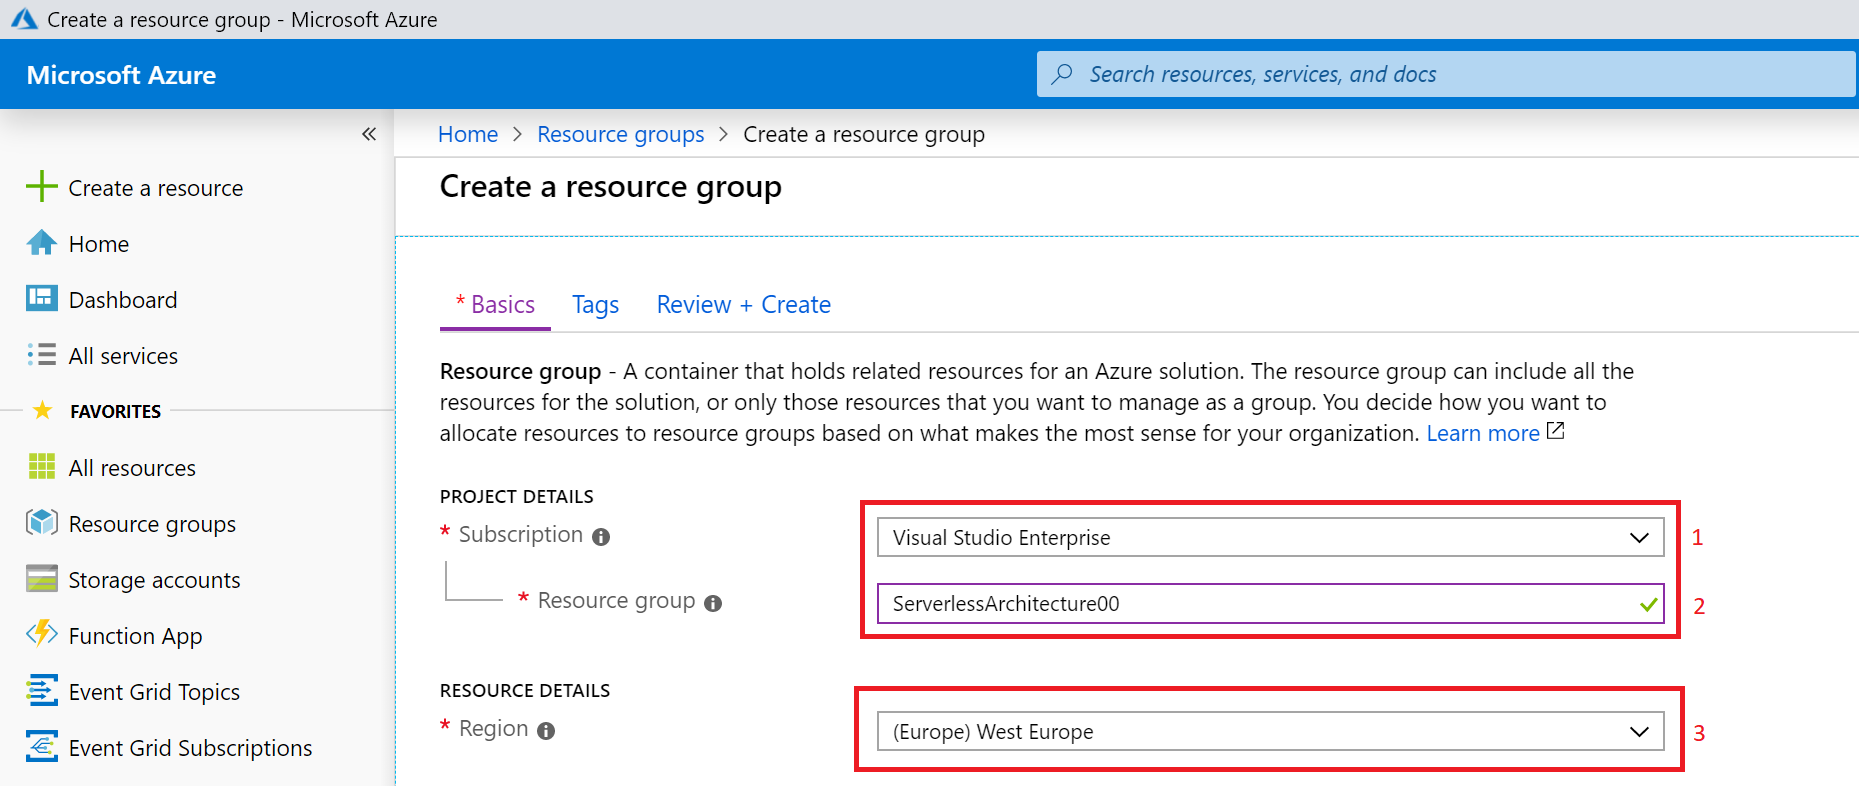 Create a resource group - Microsoft Azure
Microsoft Azure
Search resources, services, and docs
«
Home > Resource groups > Create a resource group
Create a resource
Home
Dashboard
All services
FAVORITES
All resources
Resource groups
Storage accounts
Function App
Event Grid Topics
Event Grid Subscriptions
Create a resource group
* Basics Tags Review + Create
Resource group - A container that holds related resources for an Azure solution. The resource group can include all the
resources for the solution, or only those resources that you want to manage as a group. You decide how you want to
allocate resources to resource groups based on what makes the most sense for your organization. Learn more
PROJECT DETAILS
* Subscription Visual Studio Enterprise 1
* Resource group ServerlessArchitecture00 2
RESOURCE DETAILS
* Region (Europe) West Europe 3